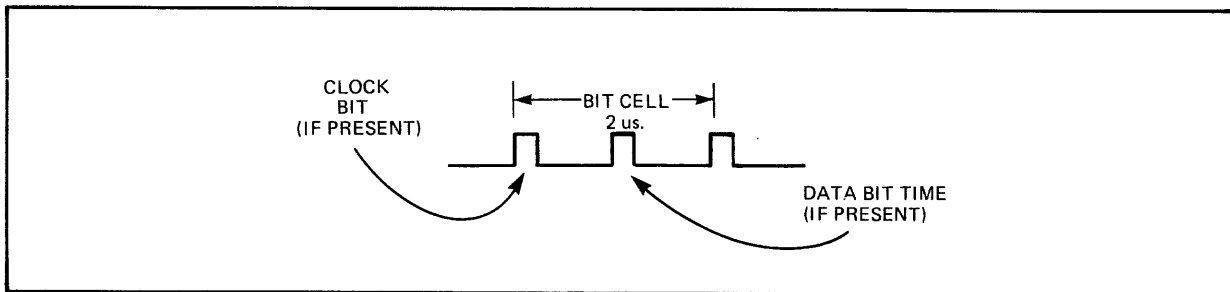 CLOCK
BIT
(IF PRESENT)
BIT CELL
2 us.
DATA BIT TIME
(IF PRESENT)